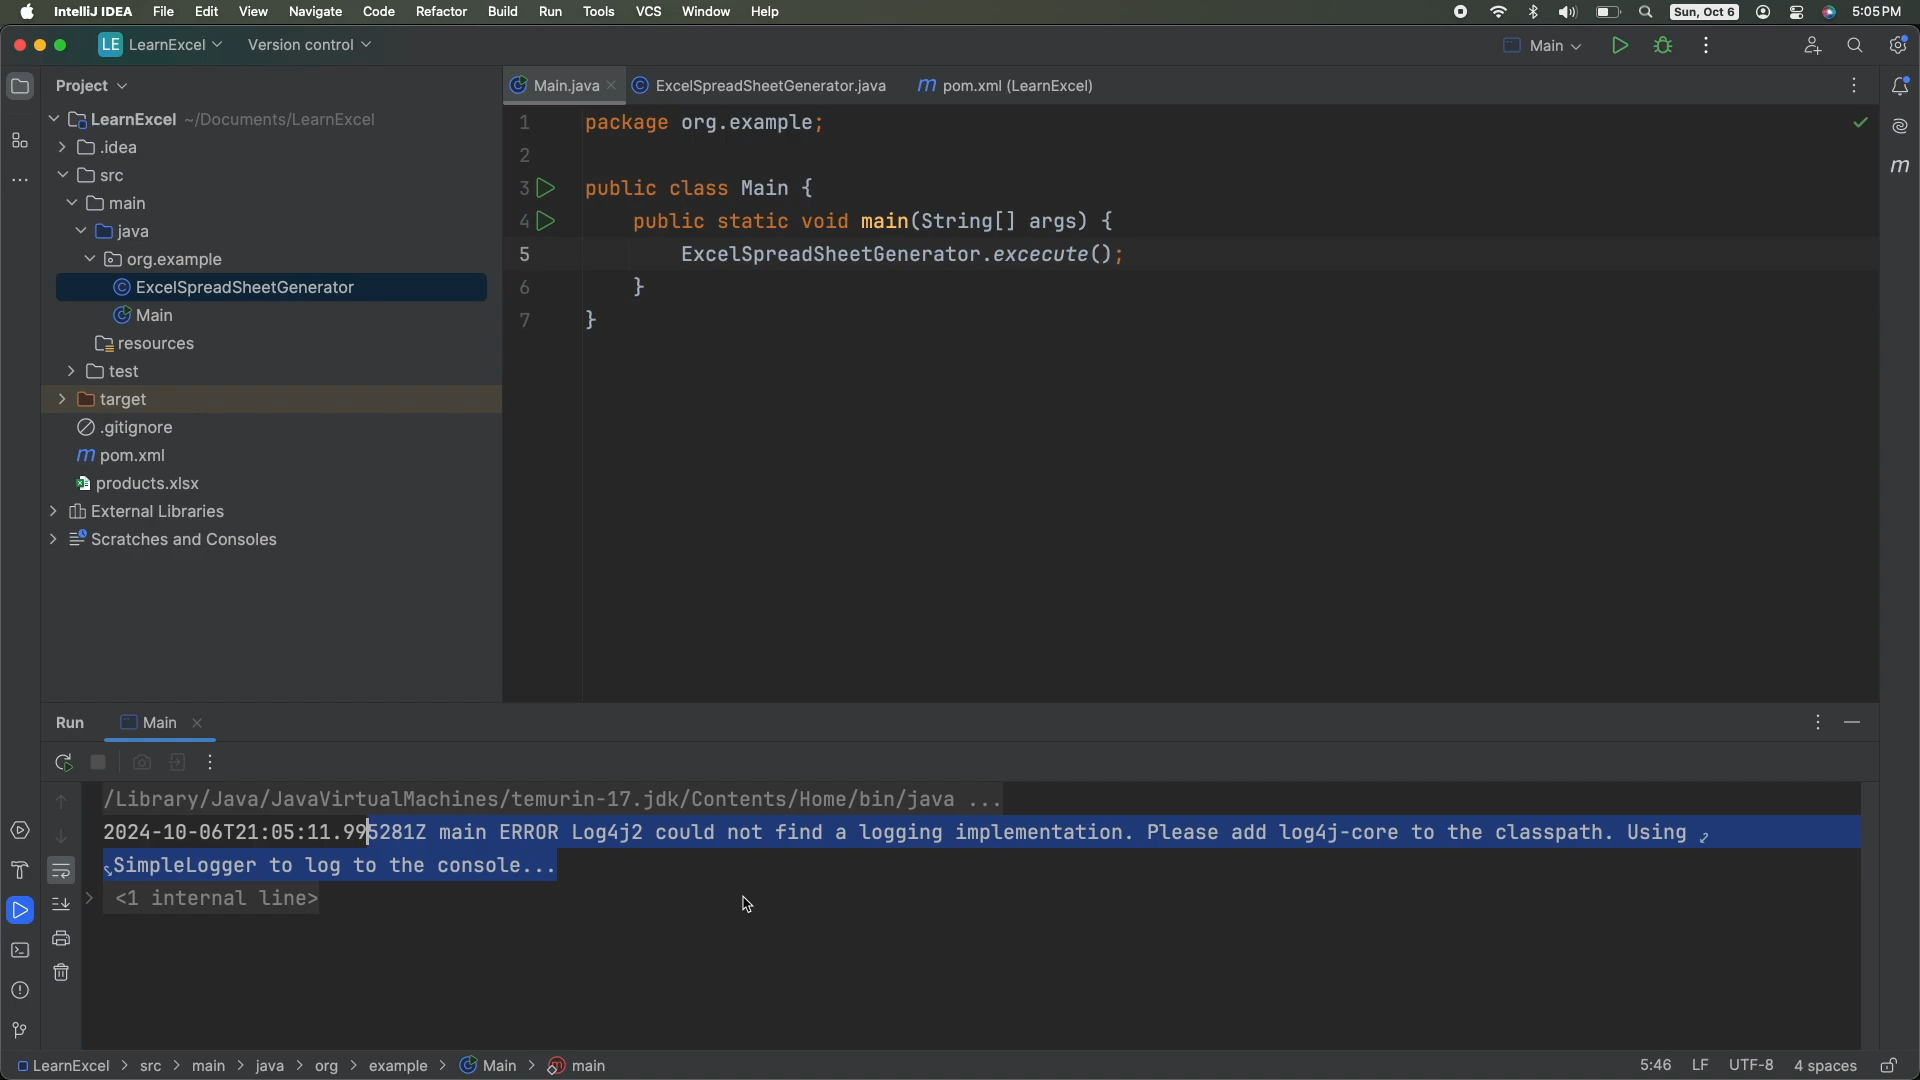 IntelliJ IDEA File Edit View Navigate Code Refactor Build Run Tools VCS Window Help Sun, Oct 6 5:05 PM
LE LearnExcel Version control Main
Project
Main.java ExcelSpreadSheetGenerator.java m pom.xml (LearnExcel)
LearnExcel ~/Documents/LearnExcel
.idea
src
main
java
org.example
ExcelSpreadSheetGenerator
Main
resources
test
target
.gitignore
m pom.xml
products.xlsx
External Libraries
Scratches and Consoles
1 package org.example;
2
3 public class Main {
4 public static void main(String[] args) {
5 ExcelSpreadSheetGenerator.excecute();
6 }
7 }
m
Run Main
/Library/Java/JavaVirtualMachines/temurin-17.jdk/Contents/Home/bin/java ...
2024-10-06T21:05:11.995281Z main ERROR Log4j2 could not find a logging implementation. Please add log4j-core to the classpath. Using
SimpleLogger to log to the console...
<1 internal line>
LearnExcel > src > main > java > org > example > Main > m main
5:46 LF UTF-8 4 spaces